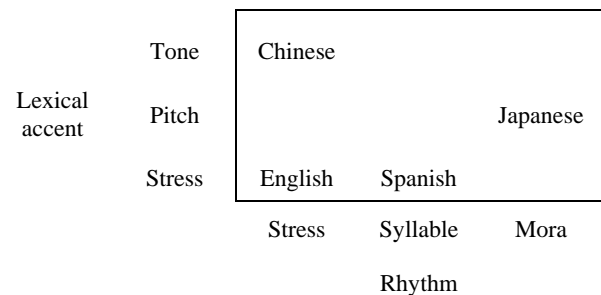 Tone Chinese
Lexical
accent
Pitch Japanese
Stress English Spanish
Stress Syllable Mora
Rhythm